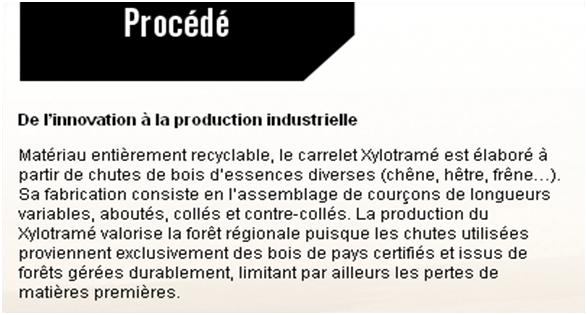 Procédé
De l'innovation à la production industrielle
Matériau entièrement recyclable, le carrelet Xylotramé est élaboré à
partir de chutes de bois d'essences diverses (chêne, hêtre, frêne...).
Sa fabrication consiste en l'assemblage de courçons de longueurs
variables, aboutés, collés et contre-collés. La production du
Xylotramé valorise la forêt régionale puisque les chutes utilisées
proviennent exclusivement des bois de pays certifiés et issus de
forêts gérées durablement, limitant par ailleurs les pertes de
matières premières.